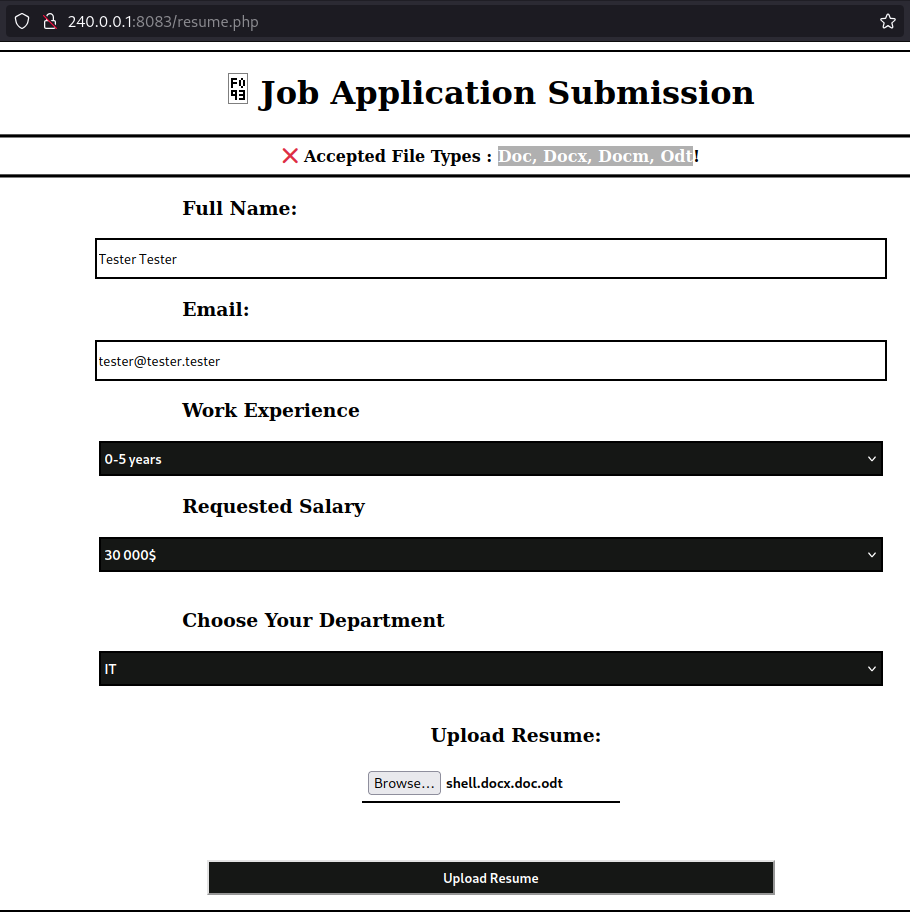 240.0.0.1:8083/resume.php
Job Application Submission
❌ Accepted File Types : Doc, Docx, Docm, Odt!
Full Name:
Tester Tester
Email:
tester@tester.tester
Work Experience
0-5 years
Requested Salary
30 000$
Choose Your Department
IT
Upload Resume:
Browse... shell.docx.doc.odt
Upload Resume